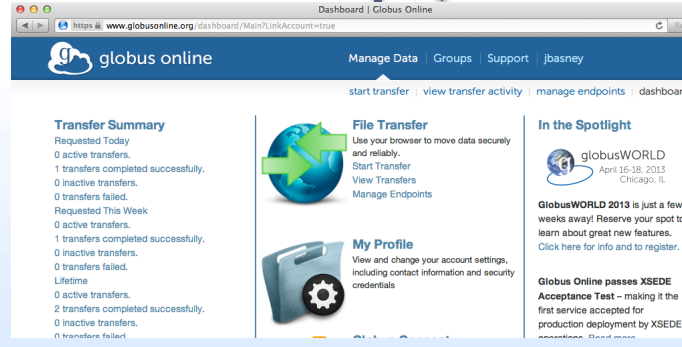 Dashboard | Globus Online
https www.globusonline.org/dashboard/Main?LinkAccount=true
globus online
Manage Data | Groups | Support | jbasney
start transfer | view transfer activity | manage endpoints |
Transfer Summary
Requested Today
0 active transfers.
1 transfers completed successfully.
0 inactive transfers.
0 transfers failed.
Requested This Week
0 active transfers.
1 transfers completed successfully.
0 inactive transfers.
0 transfers failed.
Lifetime
0 active transfers.
2 transfers completed successfully.
0 inactive transfers.
0 transfers failed
File Transfer
Use your browser to move data securely
and reliably.
Start Transfer
View Transfers
Manage Endpoints
My Profile
View and change your account settings,
including contact information and security
credentials
In the Spotlight
g
globusWORLD
April 16-18, 2013
Chicago, IL
GlobusWORLD 2013 is just a few
weeks away! Reserve your spot to
learn about great new features.
Click here for info and to register.
Globus Online passes XSEDE
Acceptance Test – making it the
first service accepted for
production deployment by XSEDE